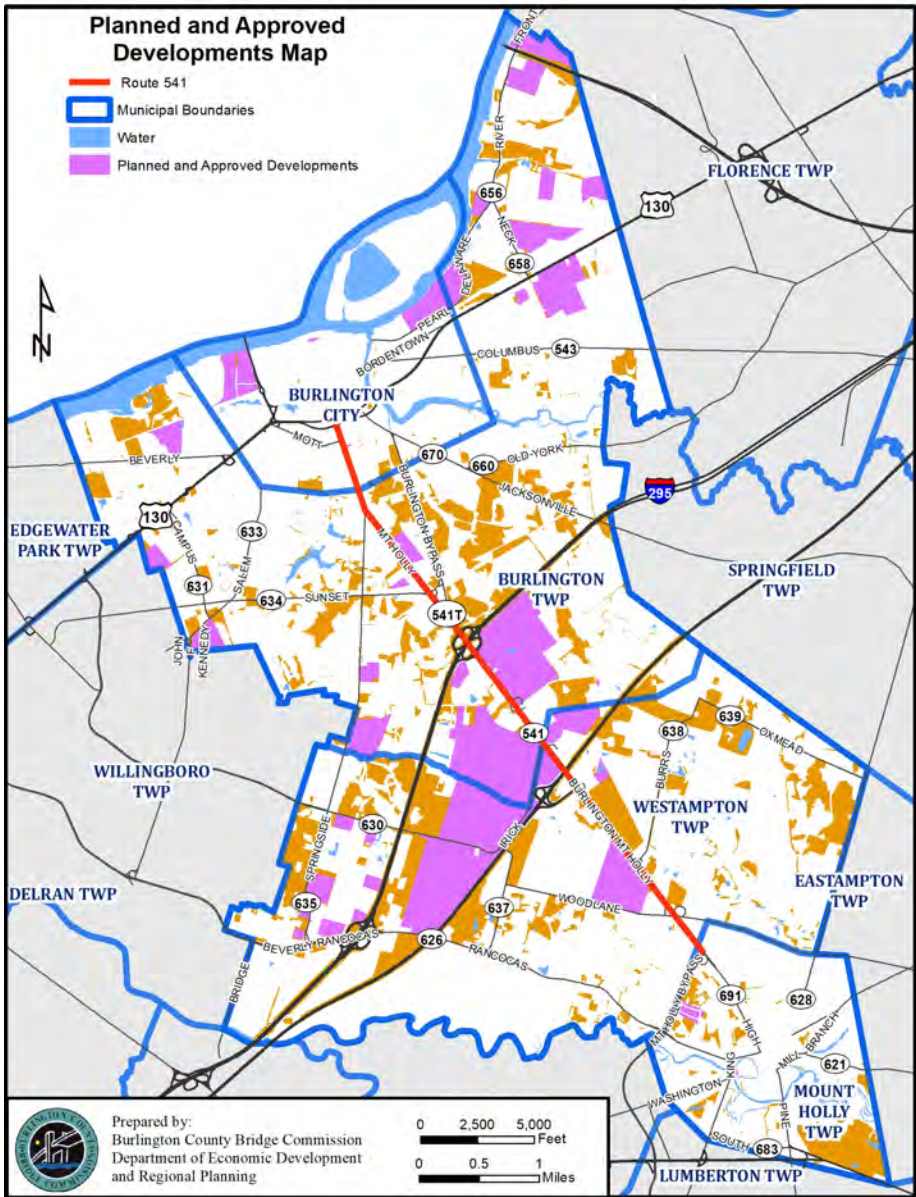 Planned and Approved
Developments Map
Route 541
Municipal Boundaries
Water
Planned and Approved Developments
N
FRONT
RIVER
FLORENCE TWP
656
130
NECK
658
DELAWARE
PEARL
BORDENTOWN
COLUMBUS
543
BURLINGTON
CITY
MOTT
BEVERLY
670
660
OLD YORK
JACKSONVILLE
BURLINGTON BYPASS
295
130
EDGEWATER
PARK TWP
CAMPUS
633
SALEM
MT HOLLY
631
634
SUNSET
541T
BURLINGTON
TWP
SPRINGFIELD
TWP
JOHN
F
KENNEDY
541
638
639
OXMEAD
BURRS
WILLINGBORO
TWP
BURLINGTON MT HOLLY
WESTAMPTON
TWP
630
IRICK
SPRINGSIDE
DELRAN TWP
635
637
WOODLANE
EASTAMPTON
TWP
BEVERLY RANCOCAS
626
RANCOCAS
BRIDGE
MT HOLLY BYPASS
691
628
HIGH
MILL
BRANCH
621
KING
WASHINGTON
PINE
MOUNT
HOLLY
TWP
SOUTH
683
LUMBERTON TWP
BURLINGTON COUNTY
BRIDGE COMMISSION
Prepared by:
Burlington County Bridge Commission
Department of Economic Development
and Regional Planning
0 2,500 5,000
Feet
0 0.5 1
Miles